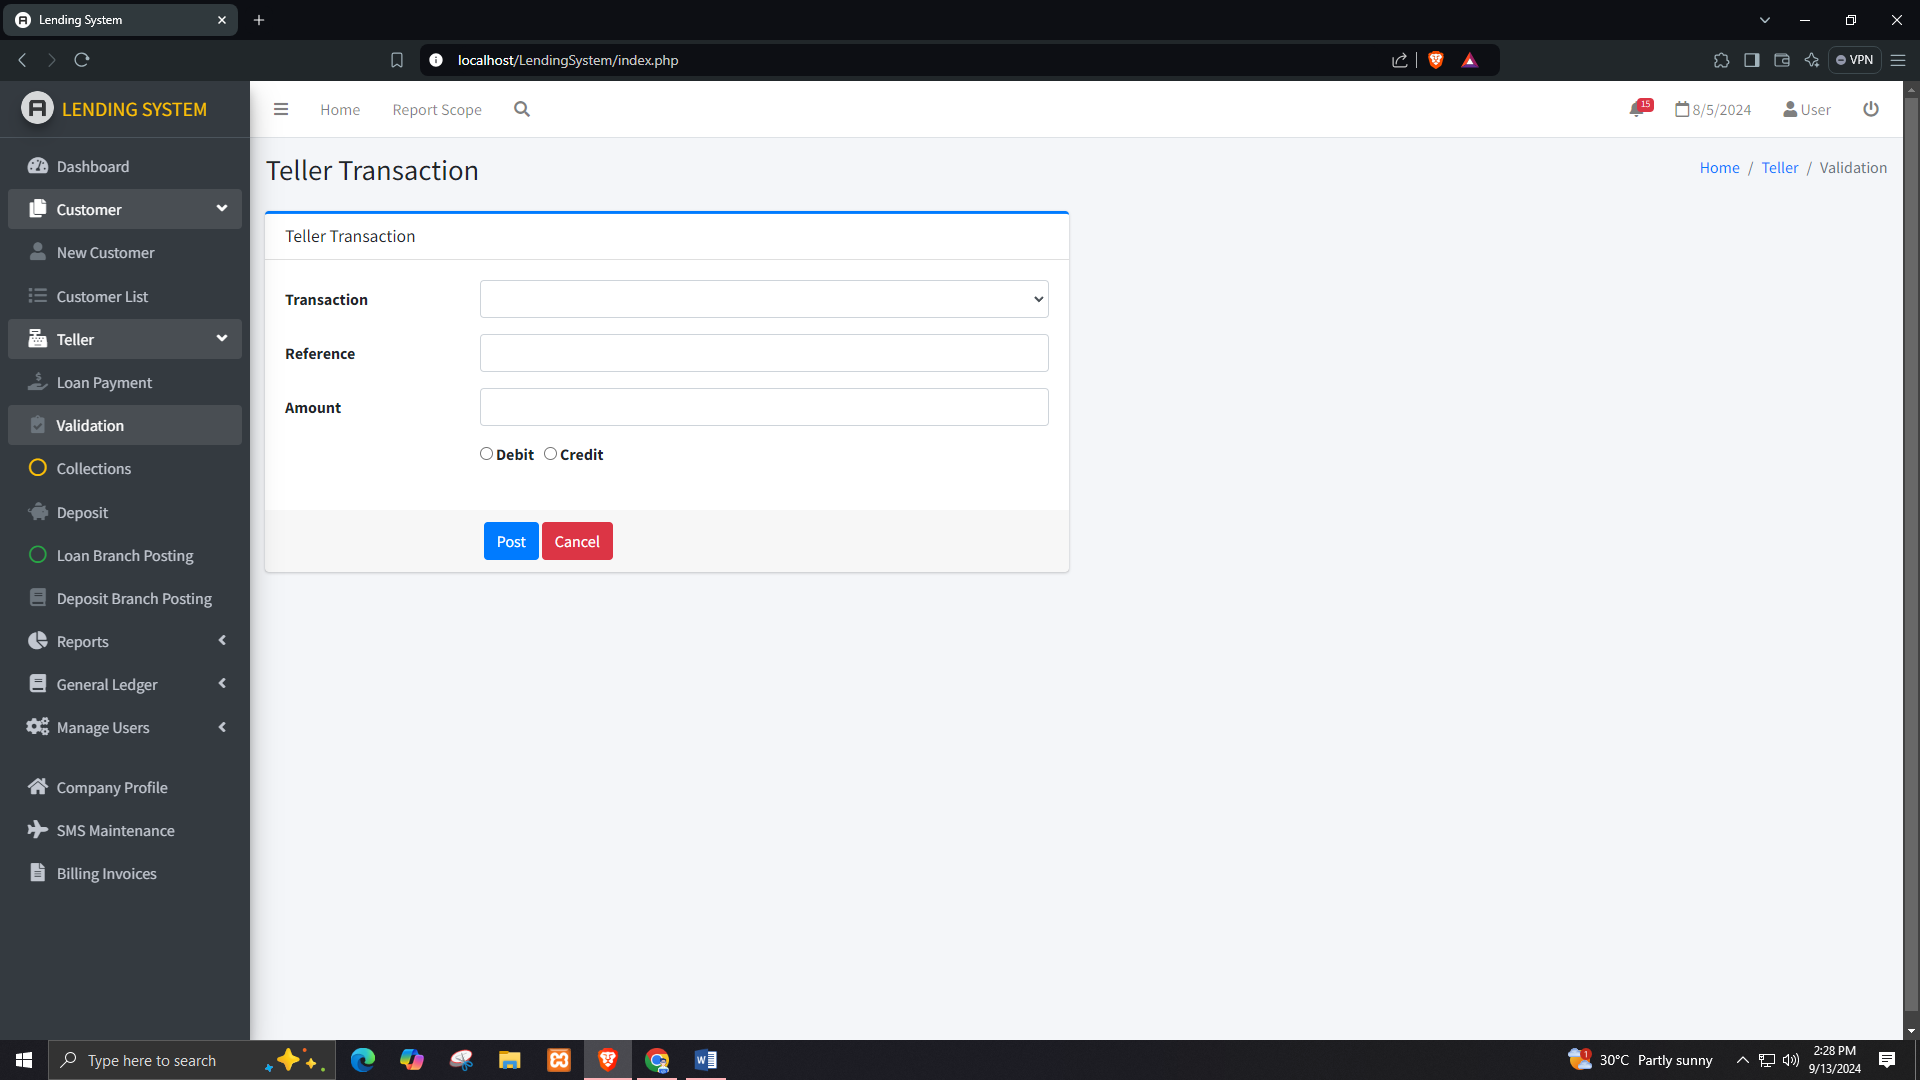 Lending System
localhost/LendingSystem/index.php
VPN
LENDING SYSTEM
Home
Report Scope
15
8/5/2024
User
Dashboard
Customer
New Customer
Customer List
Teller
Loan Payment
Validation
Collections
Deposit
Loan Branch Posting
Deposit Branch Posting
Reports
General Ledger
Manage Users
Company Profile
SMS Maintenance
Billing Invoices
Teller Transaction
Home / Teller / Validation
Teller Transaction
Transaction
Reference
Amount
Debit Credit
Post Cancel
Type here to search
1
30°C Partly sunny
2:28 PM
9/13/2024